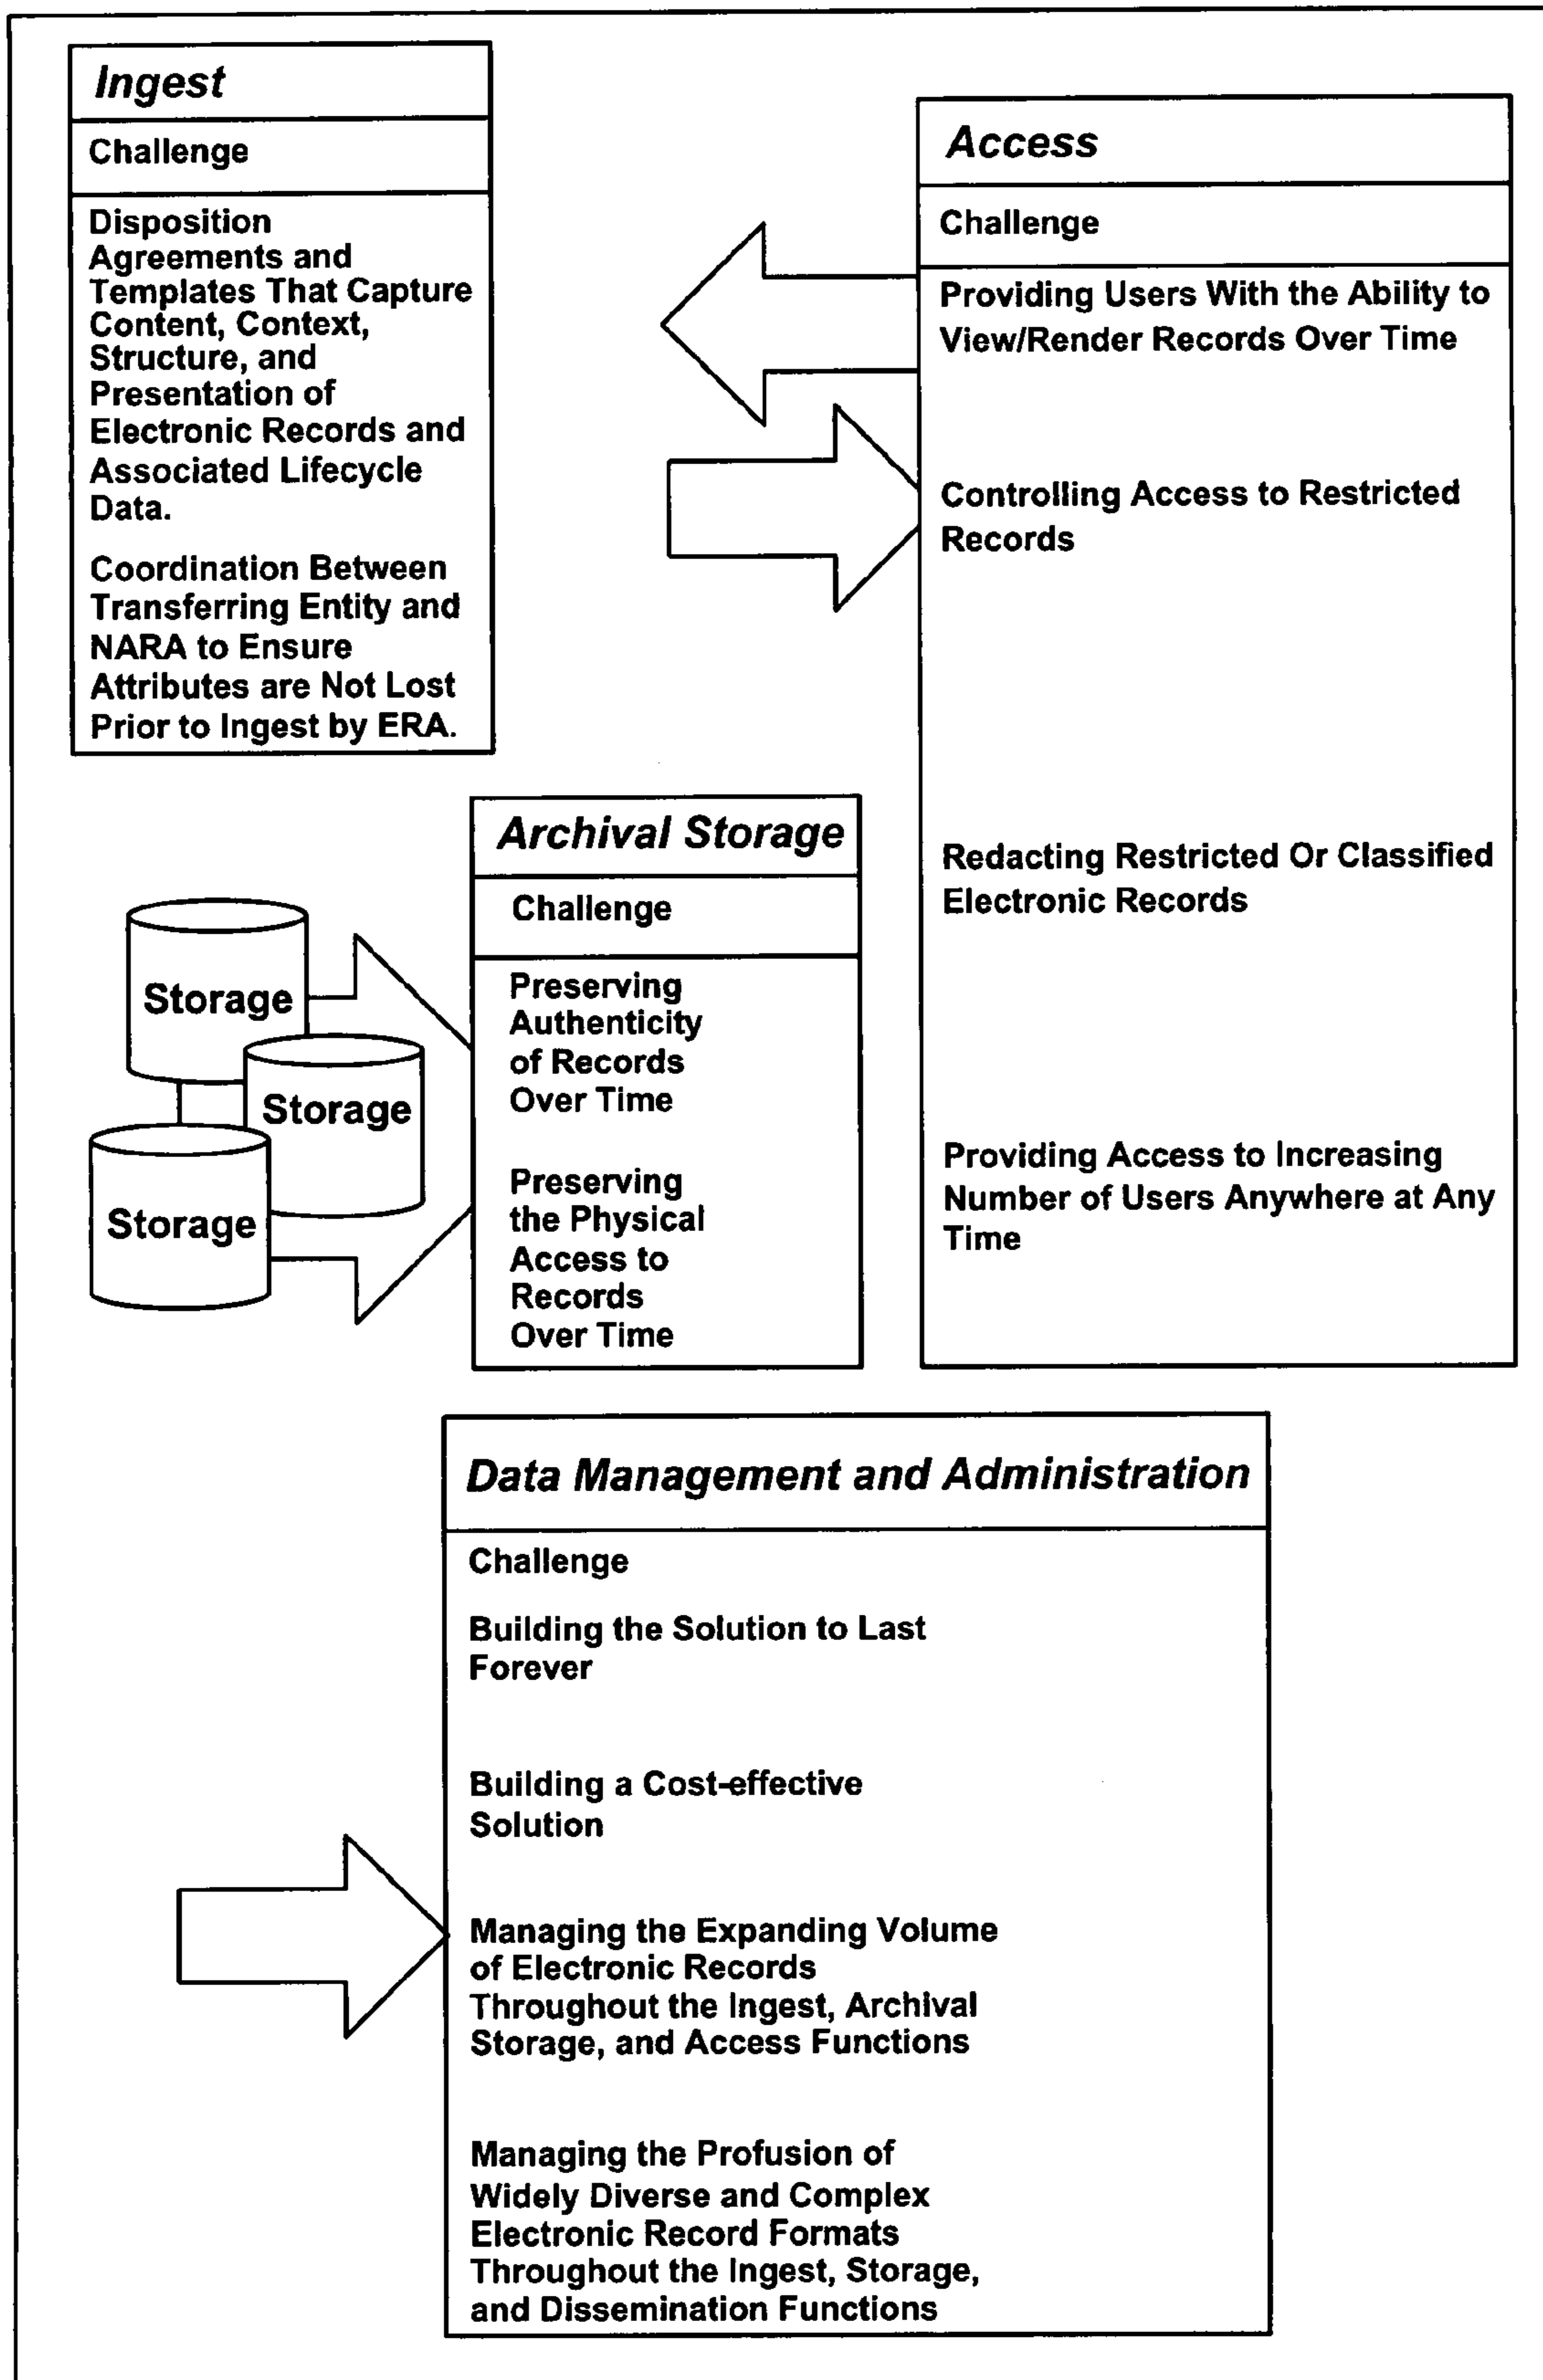 Ingest
Challenge
Disposition
Agreements and
Templates That Capture
Content, Context,
Structure, and
Presentation of
Electronic Records and
Associated Lifecycle
Data.
Coordination Between
Transferring Entity and
NARA to Ensure
Attributes are Not Lost
Prior to Ingest by ERA.
Access
Challenge
Providing Users With the Ability to
View/Render Records Over Time
Controlling Access to Restricted
Records
Redacting Restricted Or Classified
Electronic Records
Providing Access to Increasing
Number of Users Anywhere at Any
Time
Storage
Storage
Storage
Archival Storage
Challenge
Preserving
Authenticity
of Records
Over Time
Preserving
the Physical
Access to
Records
Over Time
Data Management and Administration
Challenge
Building the Solution to Last
Forever
Building a Cost-effective
Solution
Managing the Expanding Volume
of Electronic Records
Throughout the Ingest, Archival
Storage, and Access Functions
Managing the Profusion of
Widely Diverse and Complex
Electronic Record Formats
Throughout the Ingest, Storage,
and Dissemination Functions